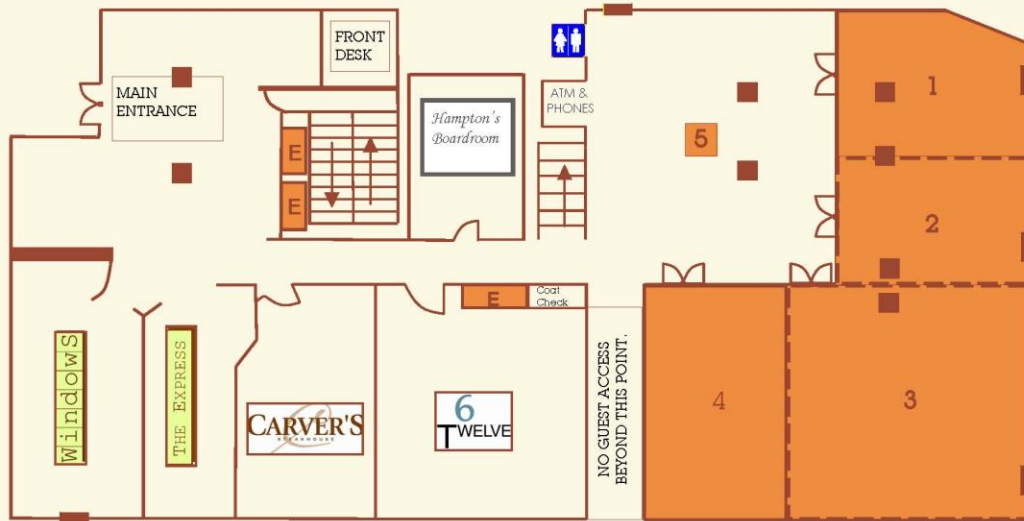 FRONT
DESK
MAIN
ENTRANCE
ATM &
PHONES
Hampton's
Boardroom
1
E
5
E
2
E
Coat
Check
Windows
THE EXPRESS
CARVER'S
STEAKHOUSE
6
TWELVE
NO GUEST ACCESS
BEYOND THIS POINT.
4
3